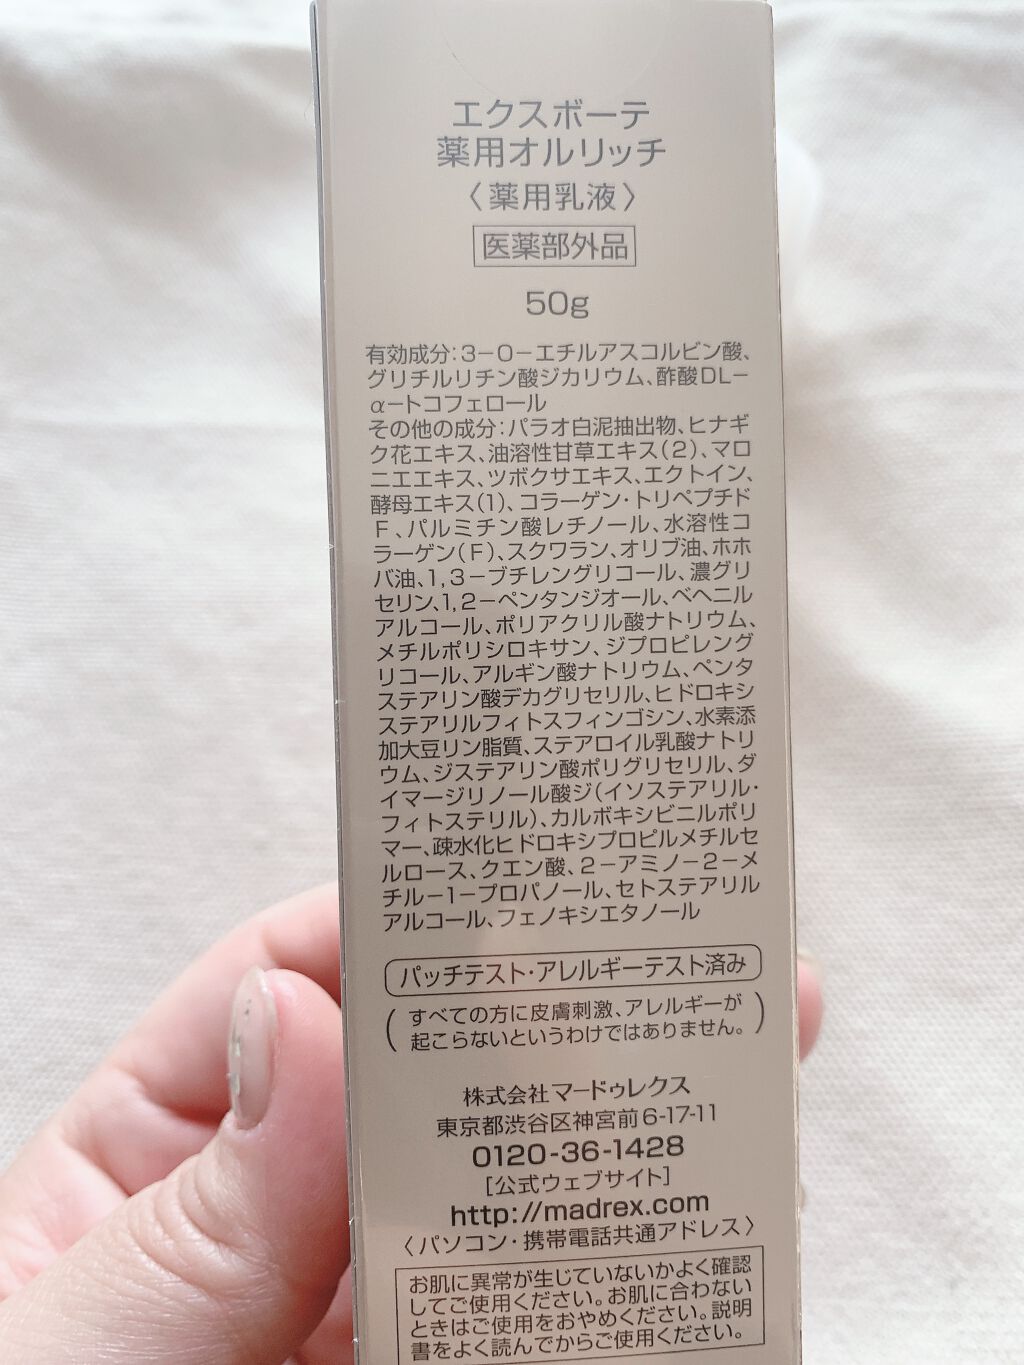 エクスボーテ
薬用オルリッチ
〈薬用乳液〉
医薬部外品
50g
有効成分:3-O-エチルアスコルビン酸、
グリチルリチン酸ジカリウム、酢酸DL-
α-トコフェロール
その他の成分:パラオ白泥抽出物、ヒナギ
ク花エキス、油溶性甘草エキス(2)、マロ
ニエエキス、ツボクサエキス、エクトイン、
酵母エキス(1)、コラーゲン・トリペプチド
F、パルミチン酸レチノール、水溶性コ
ラーゲン(F)、スクワラン、オリブ油、ホホ
バ油、1,3-ブチレングリコール、濃グリ
セリン、1,2-ペンタンジオール、ベヘニル
アルコール、ポリアクリル酸ナトリウム、
メチルポリシロキサン、ジプロピレング
リコール、アルギン酸ナトリウム、ペンタ
ステアリン酸デカグリセリル、ヒドロキシ
ステアリルフィトスフィンゴシン、水素添
加大豆リン脂質、ステアロイル乳酸ナトリ
ウム、ジステアリン酸ポリグリセリル、ダ
イマージリノール酸ジ(イソステアリル・
フィトステリル)、カルボキシビニルポリ
マー、疎水化ヒドロキシプロピルメチルセ
ルロース、クエン酸、2-アミノ-2-メ
チル-1-プロパノール、セトステアリル
アルコール、フェノキシエタノール
パッチテスト・アレルギーテスト済み
(すべての方に皮膚刺激、アレルギーが
起こらないというわけではありません。)
株式会社マードゥレクス
東京都渋谷区神宮前6-17-11
0120-36-1428
[公式ウェブサイト]
http://madrex.com
〈パソコン・携帯電話共通アドレス〉
お肌に異常が生じていないかよく確認
してご使用ください。お肌に合わない
ときはご使用をおやめください。説明
書をよく読んでからご使用ください。